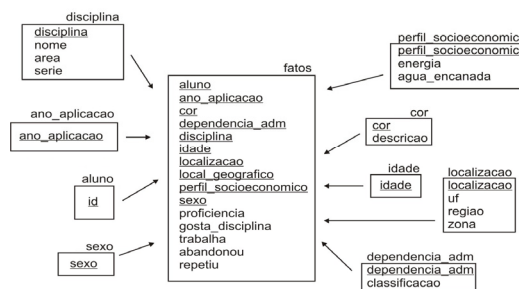 disciplina
disciplina
nome
area
serie
ano_aplicacao
ano_aplicacao
aluno
id
sexo
sexo
fatos
aluno
ano_aplicacao
cor
dependencia_adm
disciplina
idade
localizacao
local_geografico
perfil_socioeconomico
sexo
proficiencia
gosta_disciplina
trabalha
abandonou
repetiu
perfil_socioeconomic
perfil_socioeconomic
energia
agua_encanada
cor
cor
descricao
idade
idade
localizacao
localizacao
uf
regiao
zona
dependencia_adm
dependencia_adm
classificacao